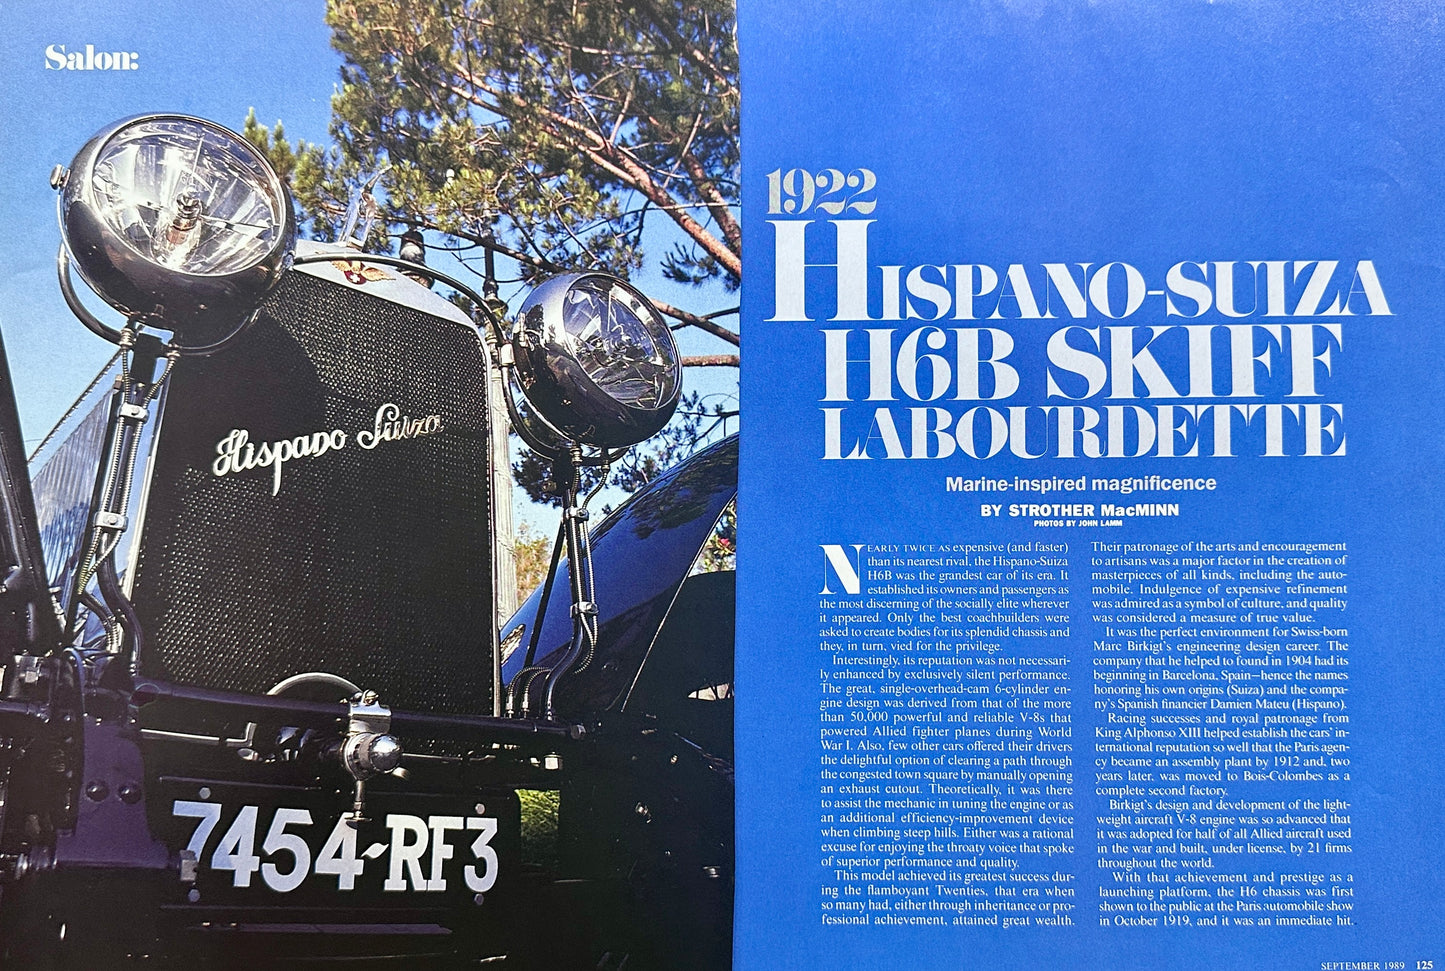 Salon:
Hispano Suiza
7454-RF3
1922
HISPANO-SUIZA
H6B SKIFF
LABOURDETTE
Marine-inspired magnificence
BY STROTHER MacMINN
PHOTOS BY JOHN LAMM
NEARLY TWICE AS expensive (and faster)
than its nearest rival, the Hispano-Suiza
H6B was the grandest car of its era. It
established its owners and passengers as
the most discerning of the socially elite wherever
it appeared. Only the best coachbuilders were
asked to create bodies for its splendid chassis and
they, in turn, vied for the privilege.
Interestingly, its reputation was not necessari-
ly enhanced by exclusively silent performance.
The great, single-overhead-cam 6-cylinder en-
gine design was derived from that of the more
than 50,000 powerful and reliable V-8s that
powered Allied fighter planes during World
War I. Also, few other cars offered their drivers
the delightful option of clearing a path through
the congested town square by manually opening
an exhaust cutout. Theoretically, it was there
to assist the mechanic in tuning the engine or as
an additional efficiency-improvement device
when climbing steep hills. Either was a rational
excuse for enjoying the throaty voice that spoke
of superior performance and quality.
This model achieved its greatest success dur-
ing the flamboyant Twenties, that era when
so many had, either through inheritance or pro-
fessional achievement, attained great wealth.
Their patronage of the arts and encouragement
to artisans was a major factor in the creation of
masterpieces of all kinds, including the auto-
mobile. Indulgence of expensive refinement
was admired as a symbol of culture, and quality
was considered a measure of true value.
It was the perfect environment for Swiss-born
Marc Birkigt's engineering design career. The
company that he helped to found in 1904 had its
beginning in Barcelona, Spain—hence the names
honoring his own origins (Suiza) and the compa-
ny's Spanish financier Damien Mateu (Hispano).
Racing successes and royal patronage from
King Alphonso XIII helped establish the cars' in-
ternational reputation so well that the Paris agen-
cy became an assembly plant by 1912 and, two
years later, was moved to Bois-Colombes as a
complete second factory.
Birkigt's design and development of the light-
weight aircraft V-8 engine was so advanced that
it was adopted for half of all Allied aircraft used
in the war and built, under license, by 21 firms
throughout the world.
With that achievement and prestige as a
launching platform, the H6 chassis was first
shown to the public at the Paris automobile show
in October 1919, and it was an immediate hit.
SEPTEMBER 1989 125